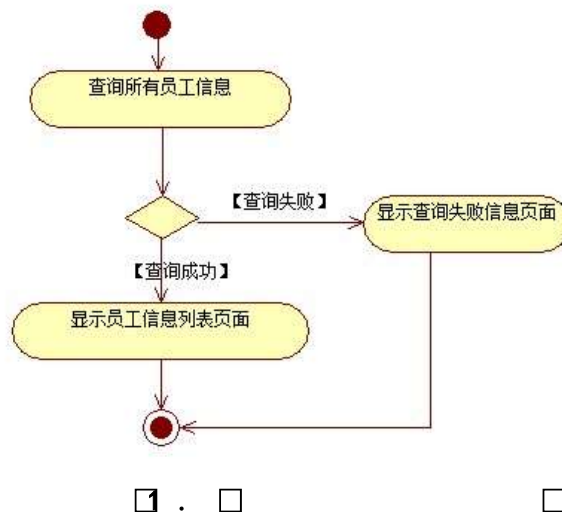 查询所有员工信息
【查询失败】
显示查询失败信息页面
【查询成功】
显示员工信息列表页面
1 .